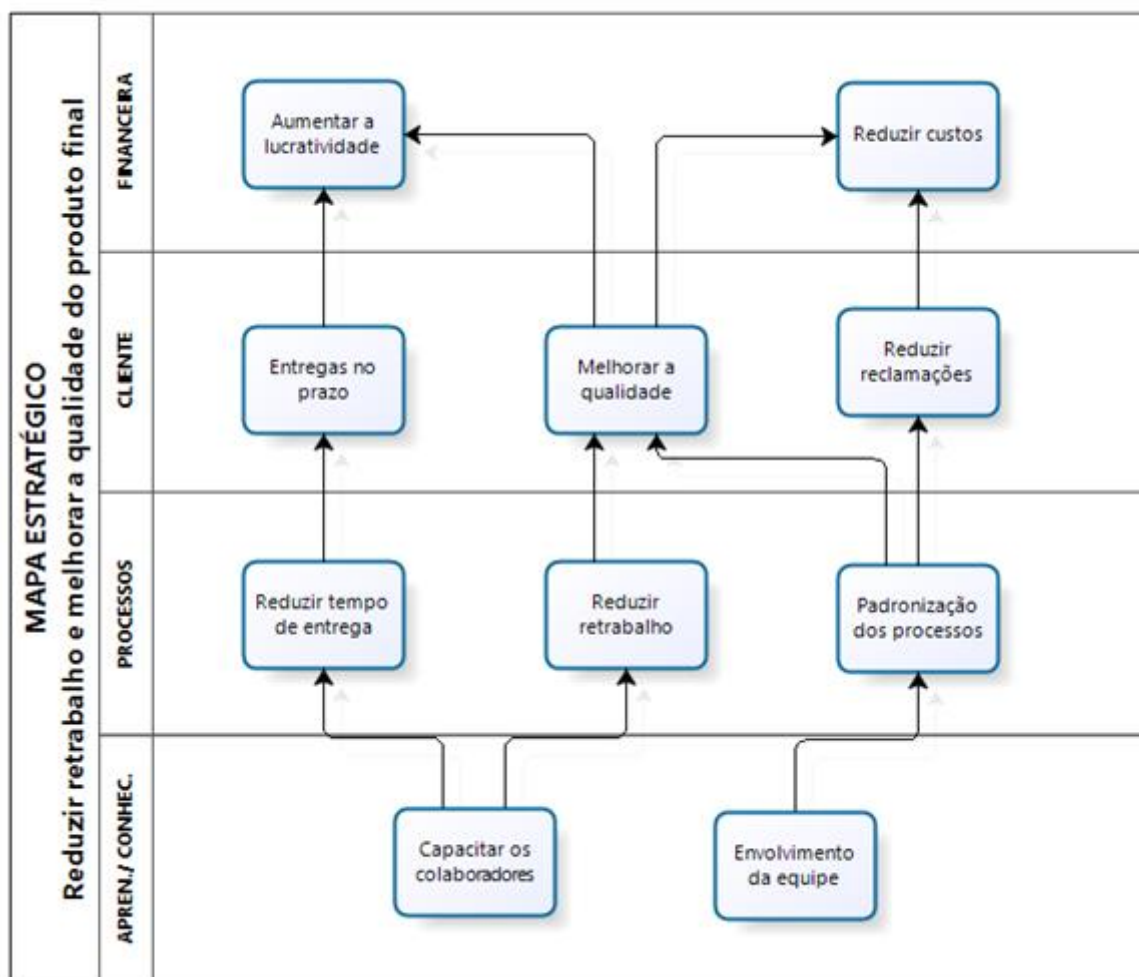 MAPA ESTRATÉGICO
Reduzir retrabalho e melhorar a qualidade do produto final
FINANCEIRA
Aumentar a
lucratividade
Reduzir custos
CLIENTE
Entregas no
prazo
Melhorar a
qualidade
Reduzir
reclamações
PROCESSOS
Reduzir tempo
de entrega
Reduzir
retrabalho
Padronização
dos processos
APREN./ CONHEC.
Capacitar os
colaboradores
Envolvimento
da equipe